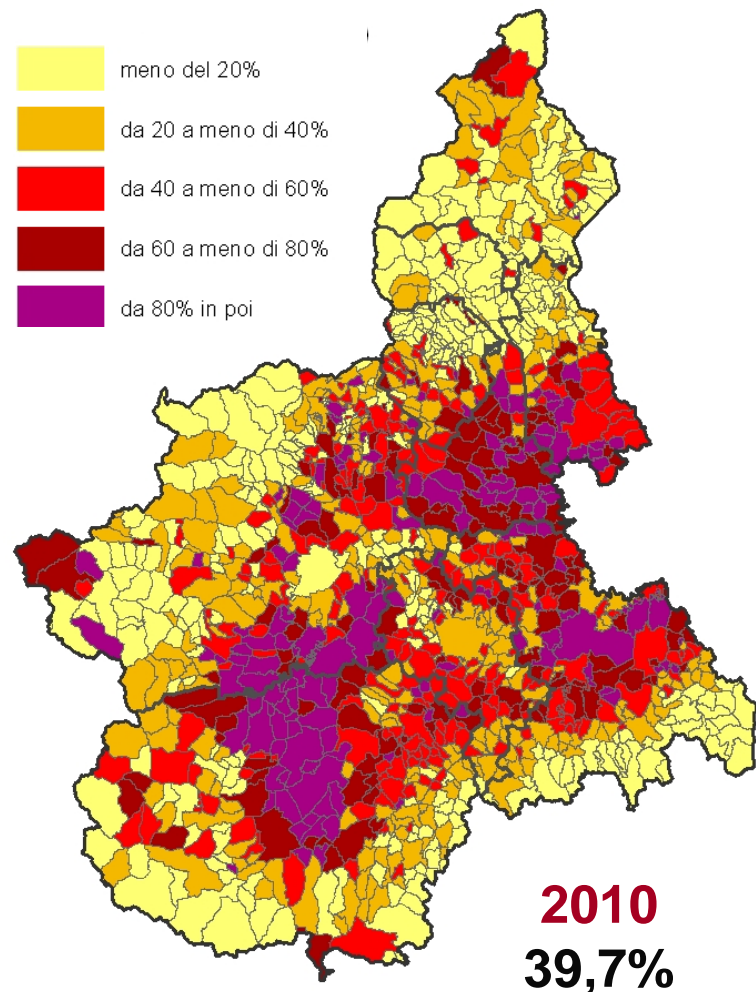 meno del 20%
da 20 a meno di 40%
da 40 a meno di 60%
da 60 a meno di 80%
da 80% in poi
2010
39,7%